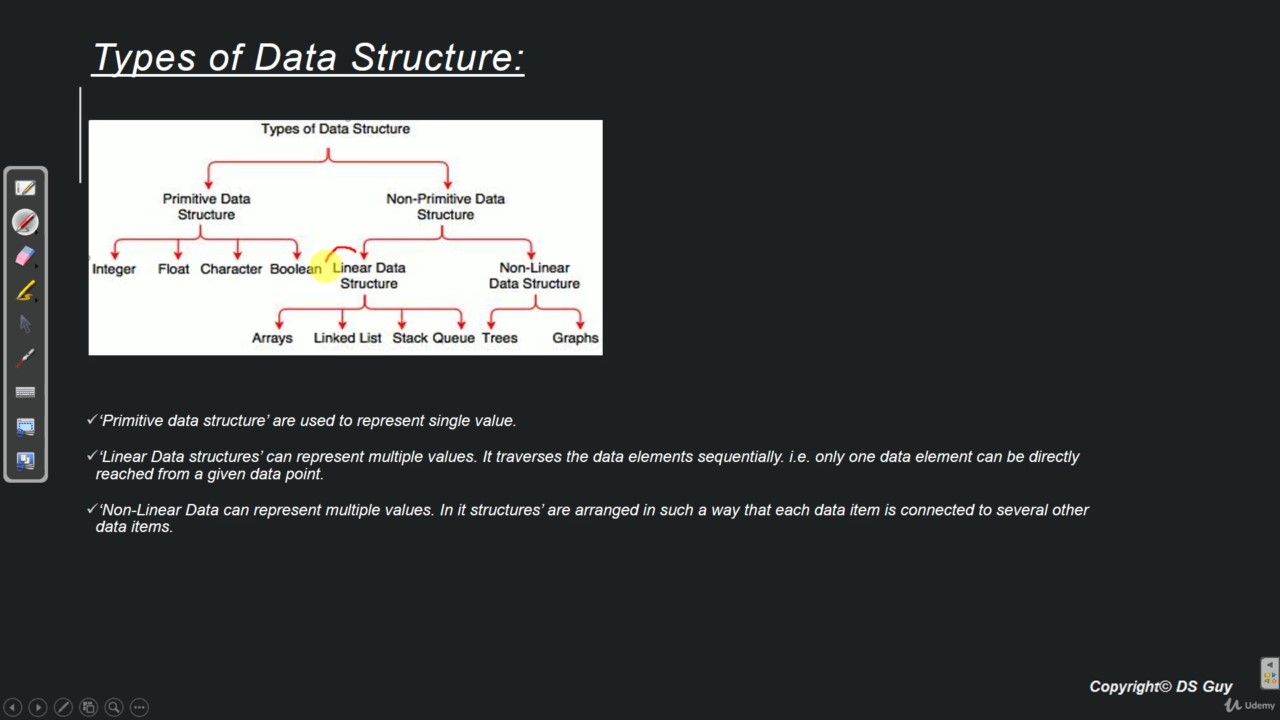 Types of Data Structure:
Types of Data Structure
Primitive Data
Structure
Non-Primitive Data
Structure
Integer Float Character Boolean
Linear Data
Structure
Non-Linear
Data Structure
Arrays Linked List Stack Queue Trees Graphs
✓‘Primitive data structure’ are used to represent single value.
✓‘Linear Data structures’ can represent multiple values. It traverses the data elements sequentially. i.e. only one data element can be directly
reached from a given data point.
✓‘Non-Linear Data can represent multiple values. In it structures’ are arranged in such a way that each data item is connected to several other
data items.
Copyright© DS Guy
Udemy